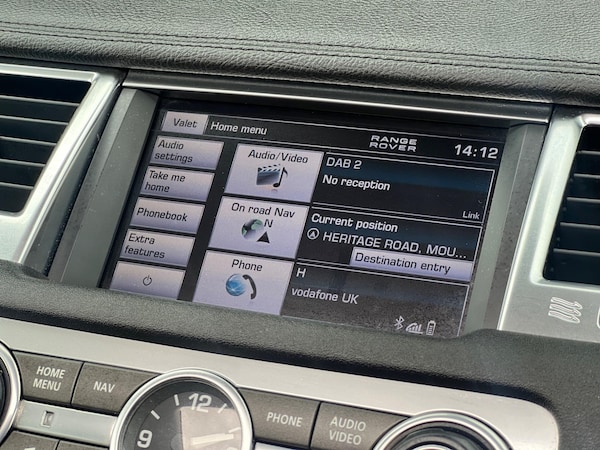 Valet
Home menu
RANGE
ROVER
14:12
Audio
settings
Take me
home
Phonebook
Extra
features
Audio/Video
DAB 2
No reception
Link
On road Nav
N
Current position
HERITAGE ROAD, MOU...
Destination entry
Phone
H
vodafone UK
HOME
MENU
NAV
12
9
PHONE
AUDIO
VIDEO